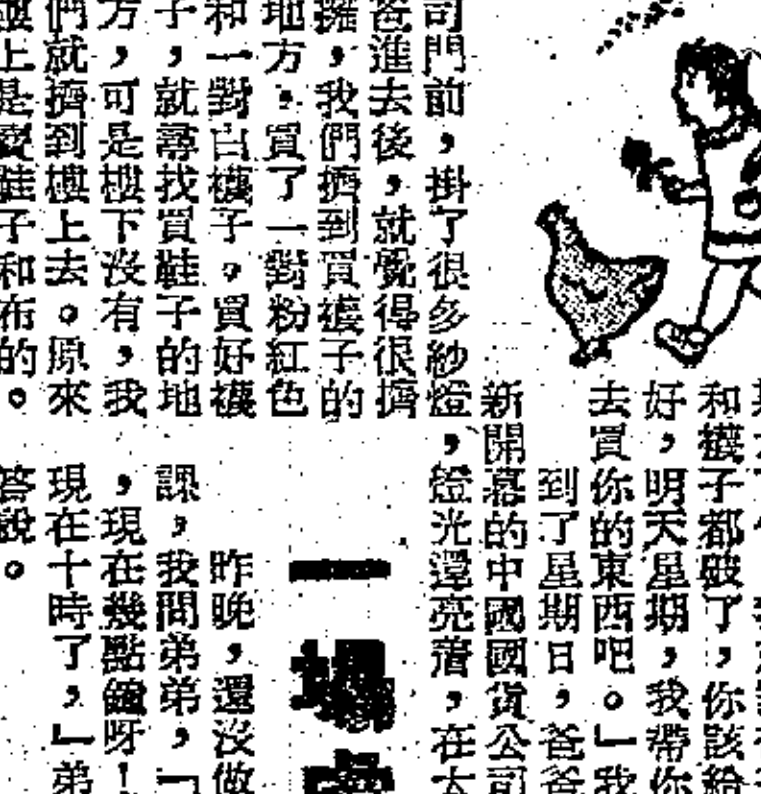 和襪子都破了，你該給
好，明天星期，我帶你
去買你的東西吧。」我
到了星期日，爸爸
新開幕的中國國貨公司
燈光還亮着，在大
司門前，掛了很多紗燈，
爸進去後，就覺得很擠
擁，我們擠到買襪子的
地方，買了一對粉紅色
和一對白襪子。買好襪
子，就尋找買鞋子的地
方，可是樓下沒有，我
們就擠到樓上去。原來
上是賣鞋子和布的。
一場
昨晚，還沒做
課，我問弟弟，「
，現在幾點鐘呀！
現在十時了，」弟
答說。